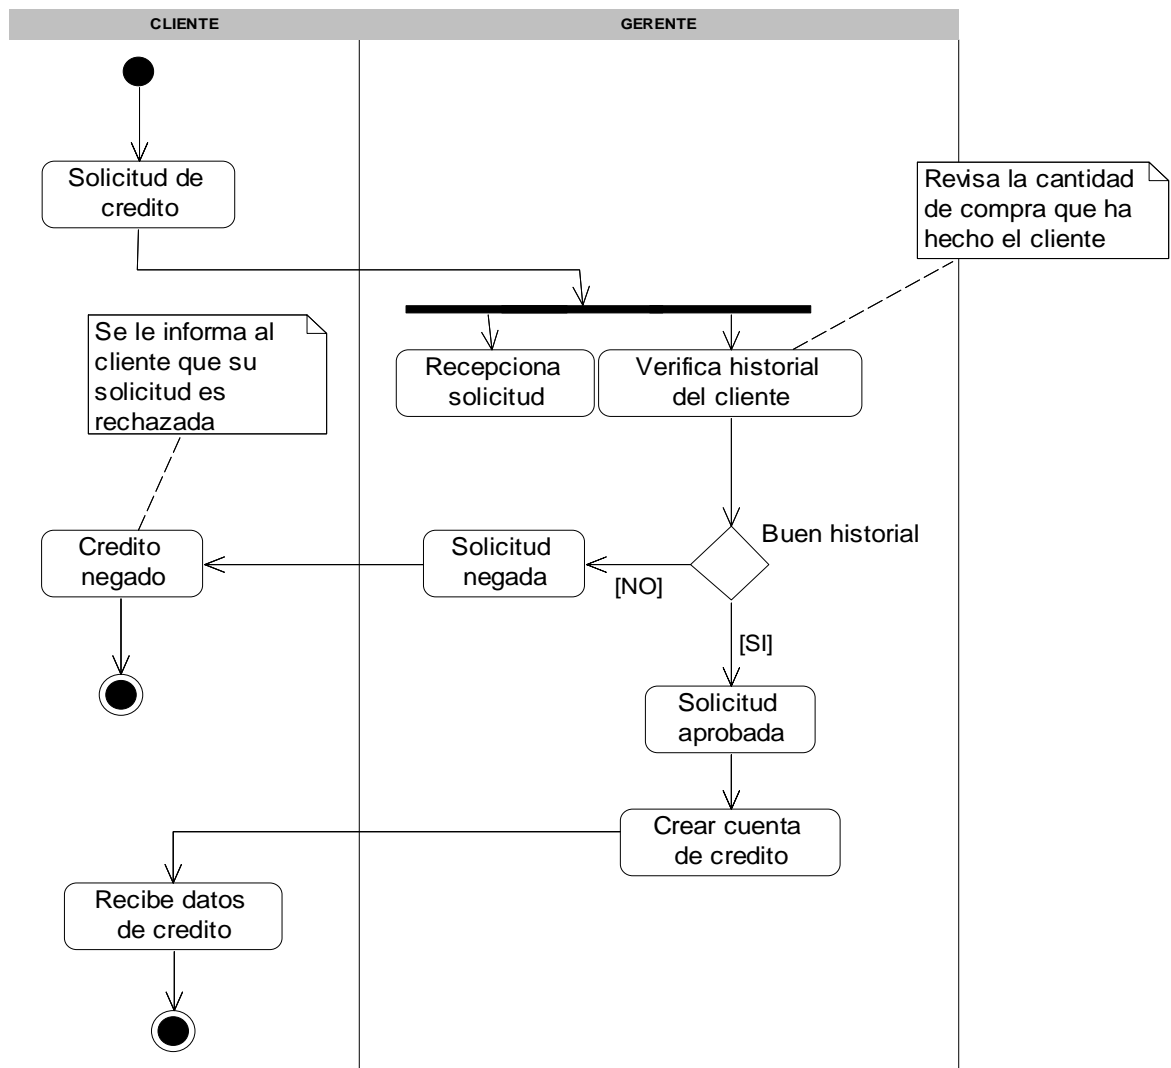 CLIENTE
GERENTE
Solicitud de
credito
Revisa la cantidad
de compra que ha
hecho el cliente
Se le informa al
cliente que su
solicitud es
rechazada
Recepciona
solicitud
Verifica historial
del cliente
Buen historial
Credito
negado
Solicitud
negada
[NO]
[SI]
Solicitud
aprobada
Crear cuenta
de credito
Recibe datos
de credito